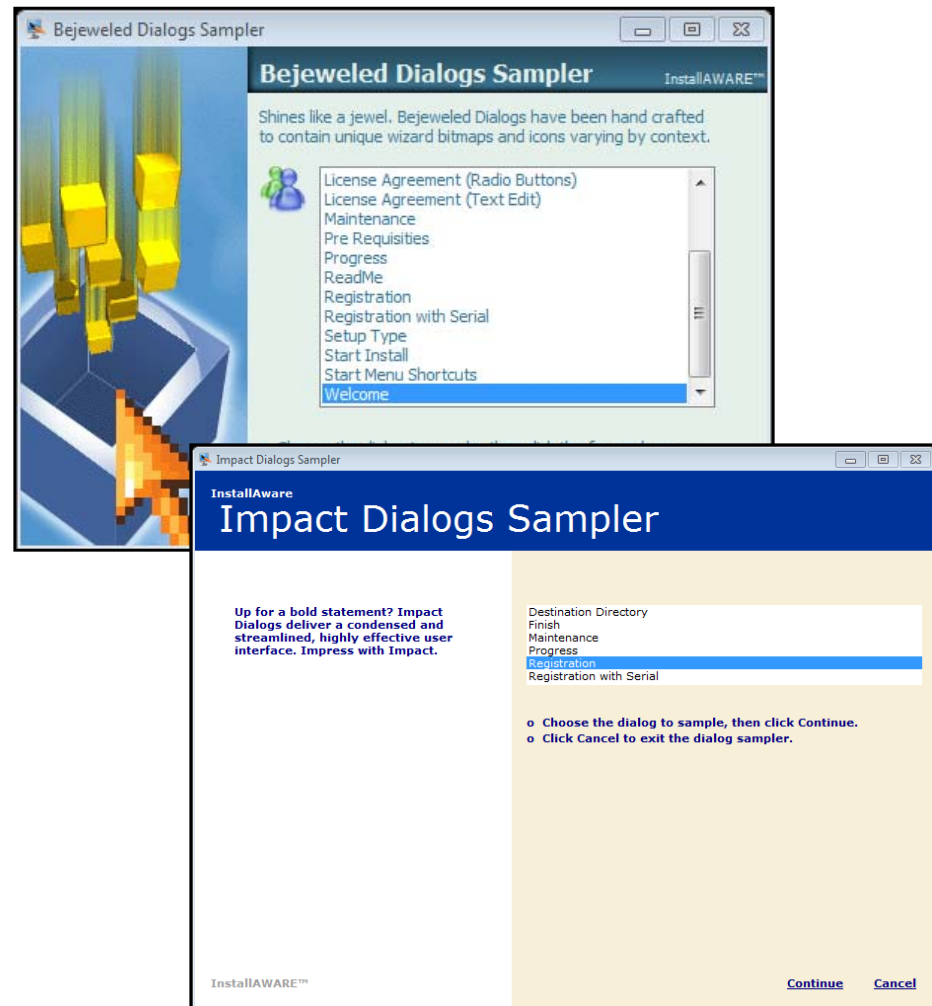 Bejeweled Dialogs Sampler
Bejeweled Dialogs Sampler
InstallAWARE™
Shines like a jewel. Bejeweled Dialogs have been hand crafted
to contain unique wizard bitmaps and icons varying by context.
License Agreement (Radio Buttons)
License Agreement (Text Edit)
Maintenance
Pre Requisities
Progress
ReadMe
Registration
Registration with Serial
Setup Type
Start Install
Start Menu Shortcuts
Welcome
Impact Dialogs Sampler
InstallAware
Impact Dialogs Sampler
Up for a bold statement? Impact
Dialogs deliver a condensed and
streamlined, highly effective user
interface. Impress with Impact.
Destination Directory
Finish
Maintenance
Progress
Registration
Registration with Serial
o Choose the dialog to sample, then click Continue.
o Click Cancel to exit the dialog sampler.
InstallAWARE™
Continue Cancel